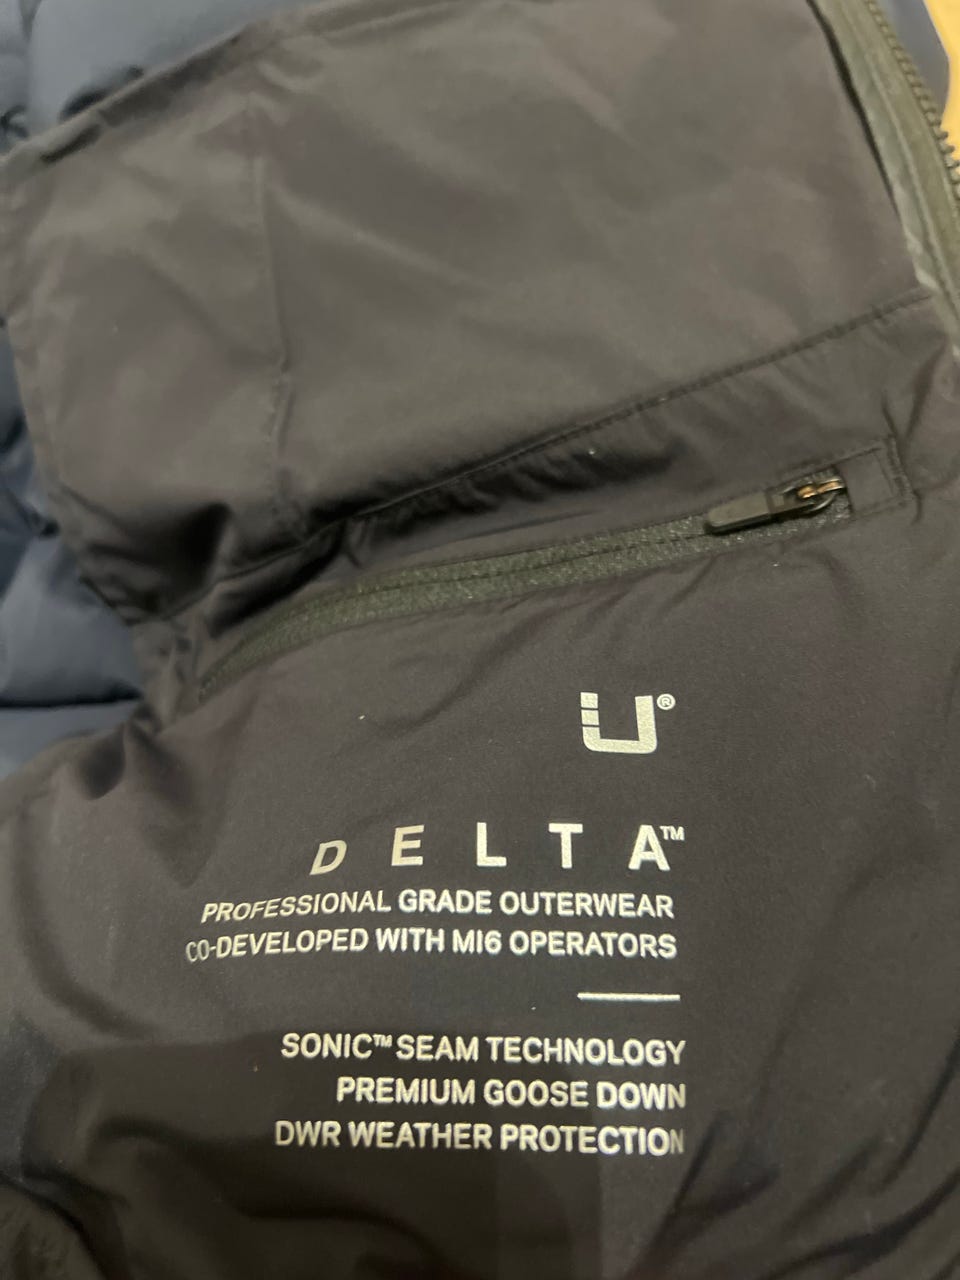 U®
DELTA™
PROFESSIONAL GRADE OUTERWEAR
CO-DEVELOPED WITH MI6 OPERATORS
SONIC™ SEAM TECHNOLOGY
PREMIUM GOOSE DOWN
DWR WEATHER PROTECTION